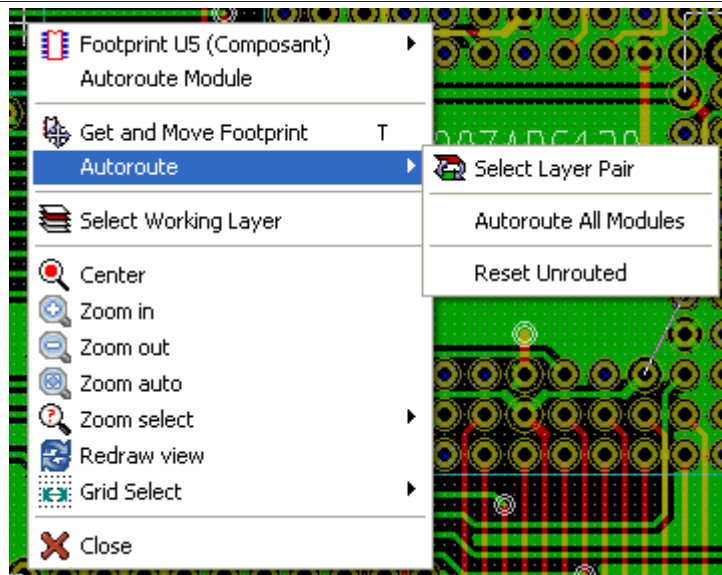 Footprint U5 (Composant)
Autoroute Module
Get and Move Footprint T
Autoroute
Select Working Layer
Center
Zoom in
Zoom out
Zoom auto
Zoom select
Redraw view
Grid Select
Close
Select Layer Pair
Autoroute All Modules
Reset Unrouted